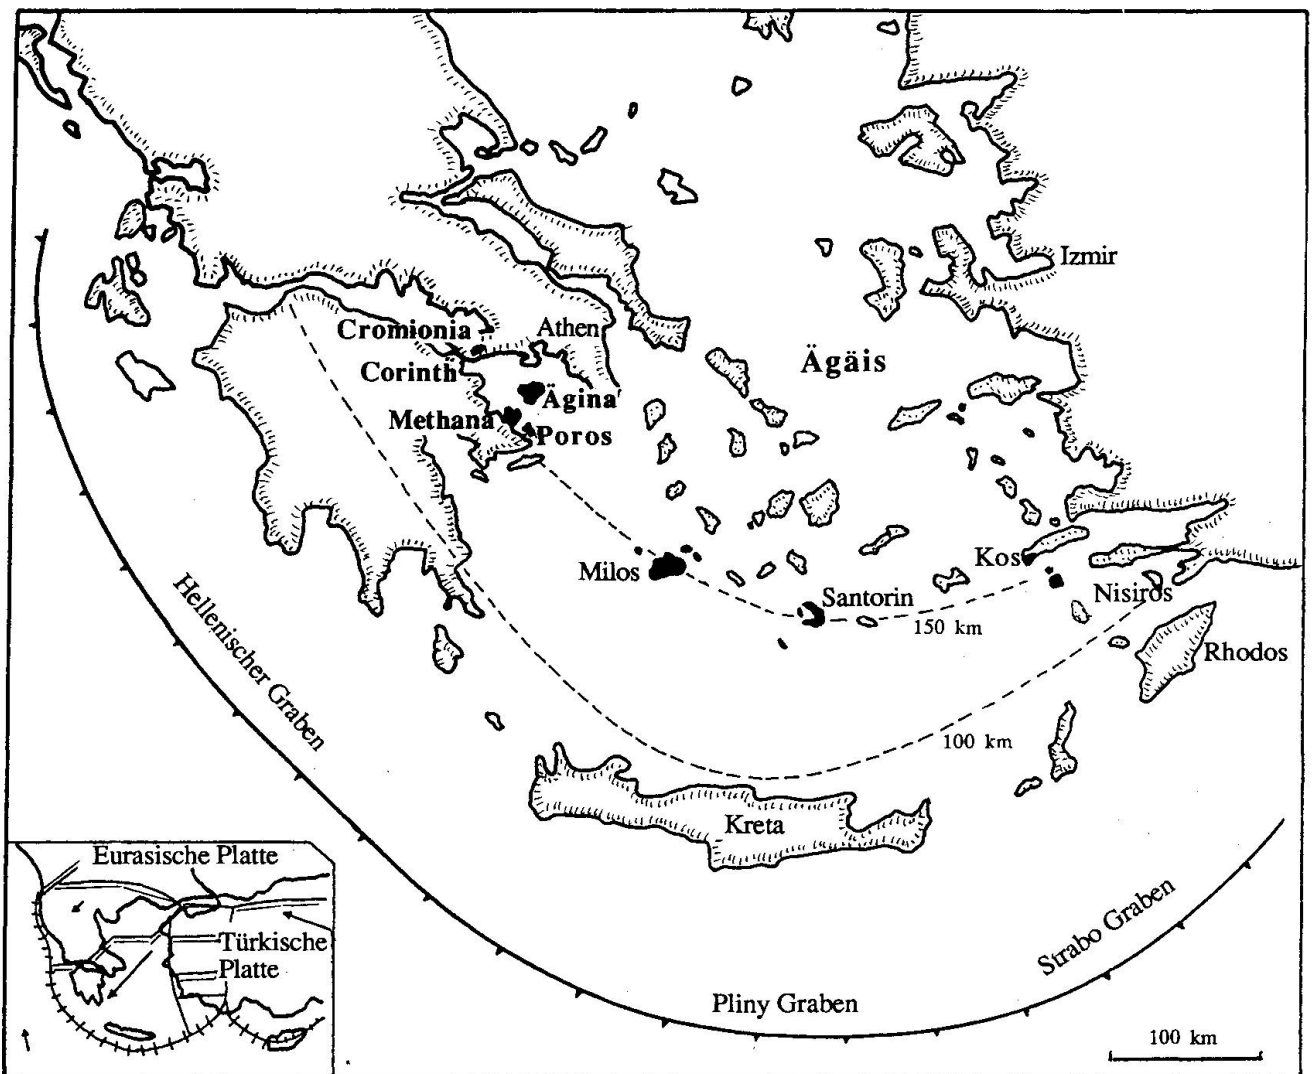 Izmir
Cromionia
Athen
Ägäis
Corinth
Ägina
Methana
Poros
Milos
Kos
Santorin
Nisiros
150 km
Rhodos
Hellenischer Graben
100 km
Kreta
Eurasische Platte
Türkische
Platte
Strabo Graben
Pliny Graben
100 km